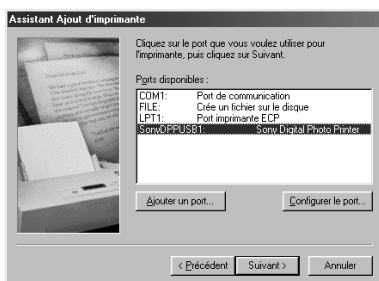 Assistant Ajout d'imprimante
Cliquez sur le port que vous voulez utiliser pour
l'imprimante, puis cliquez sur Suivant.
Ports disponibles :
COM1: Port de communication
FILE: Crée un fichier sur le disque
LPT1: Port imprimante ECP
SonyDPPUSB1: Sony Digital Photo Printer
Ajouter un port...
Configurer le port...
< Précédent
Suivant >
Annuler